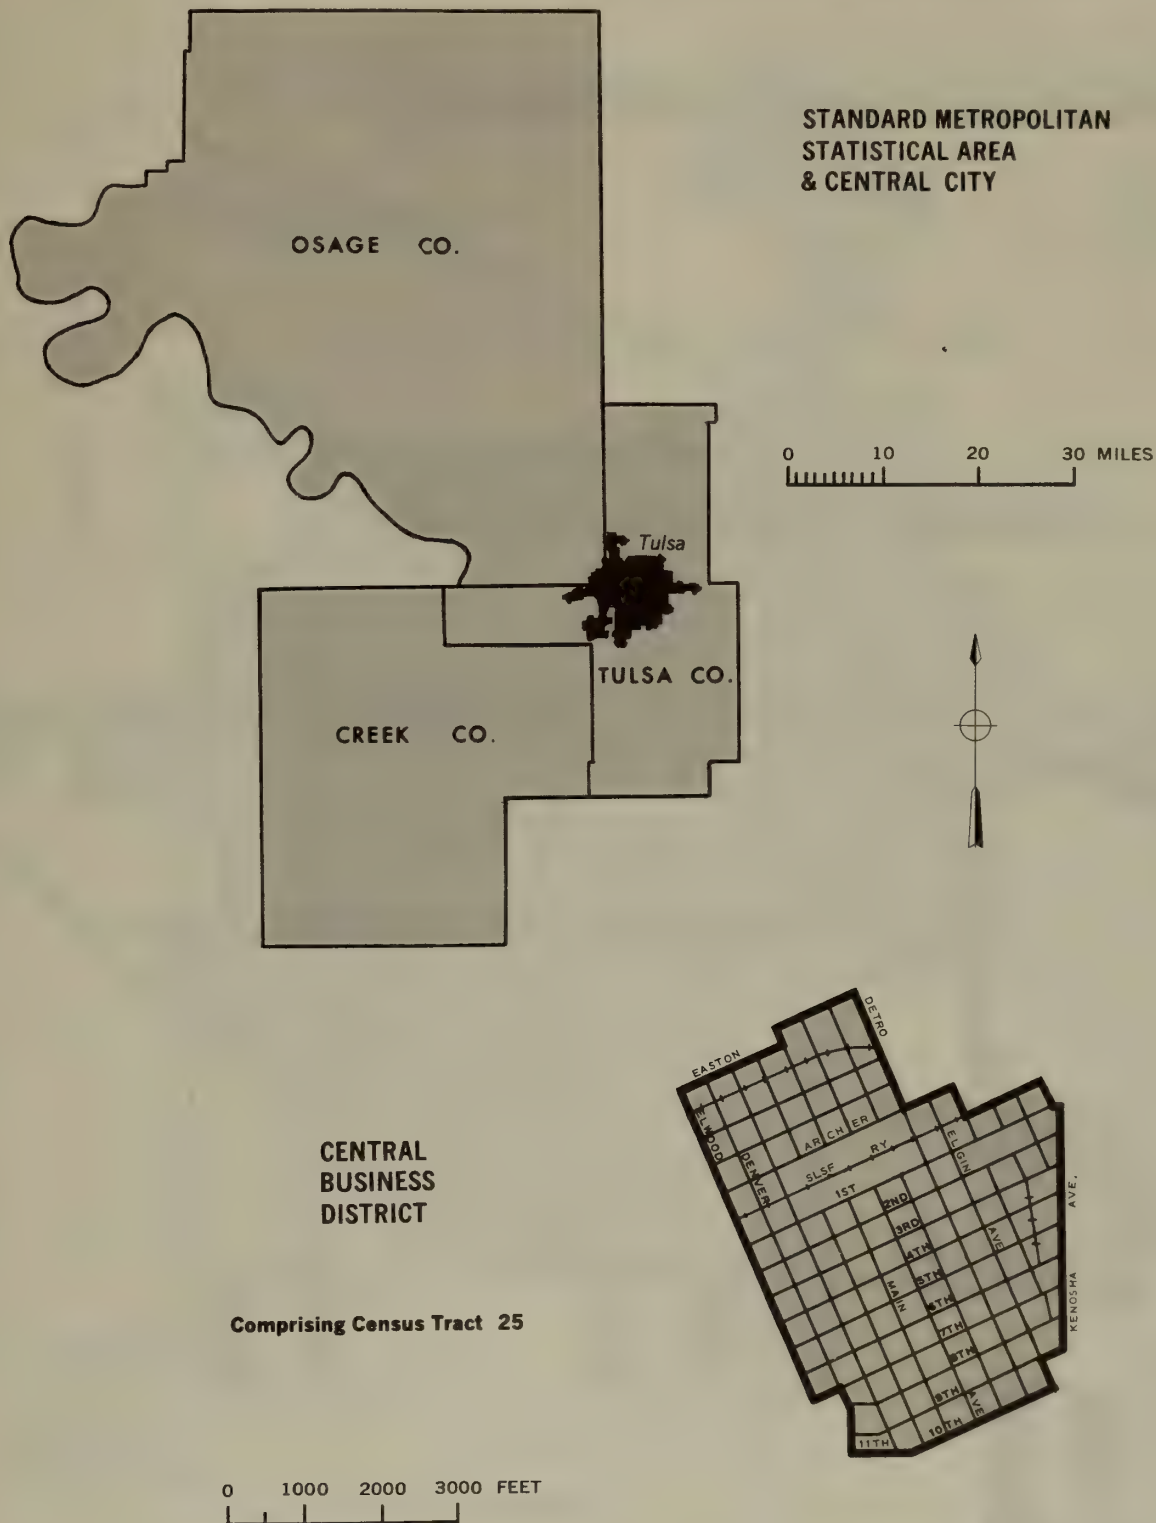 STANDARD METROPOLITAN
STATISTICAL AREA
& CENTRAL CITY
OSAGE CO.
0 10 20 30 MILES
Tulsa
TULSA CO.
CREEK CO.
CENTRAL
BUSINESS
DISTRICT
Comprising Census Tract 25
EASTON
DETRO
ELWOOD
DENVER
ARCHER
SLSF RY
ELGIN
AVE
1ST
2ND
3RD
4TH
5TH
6TH
7TH
8TH
9TH
10TH
11TH
MAIN
AVE
KENOSHA AVE.
0 1000 2000 3000 FEET